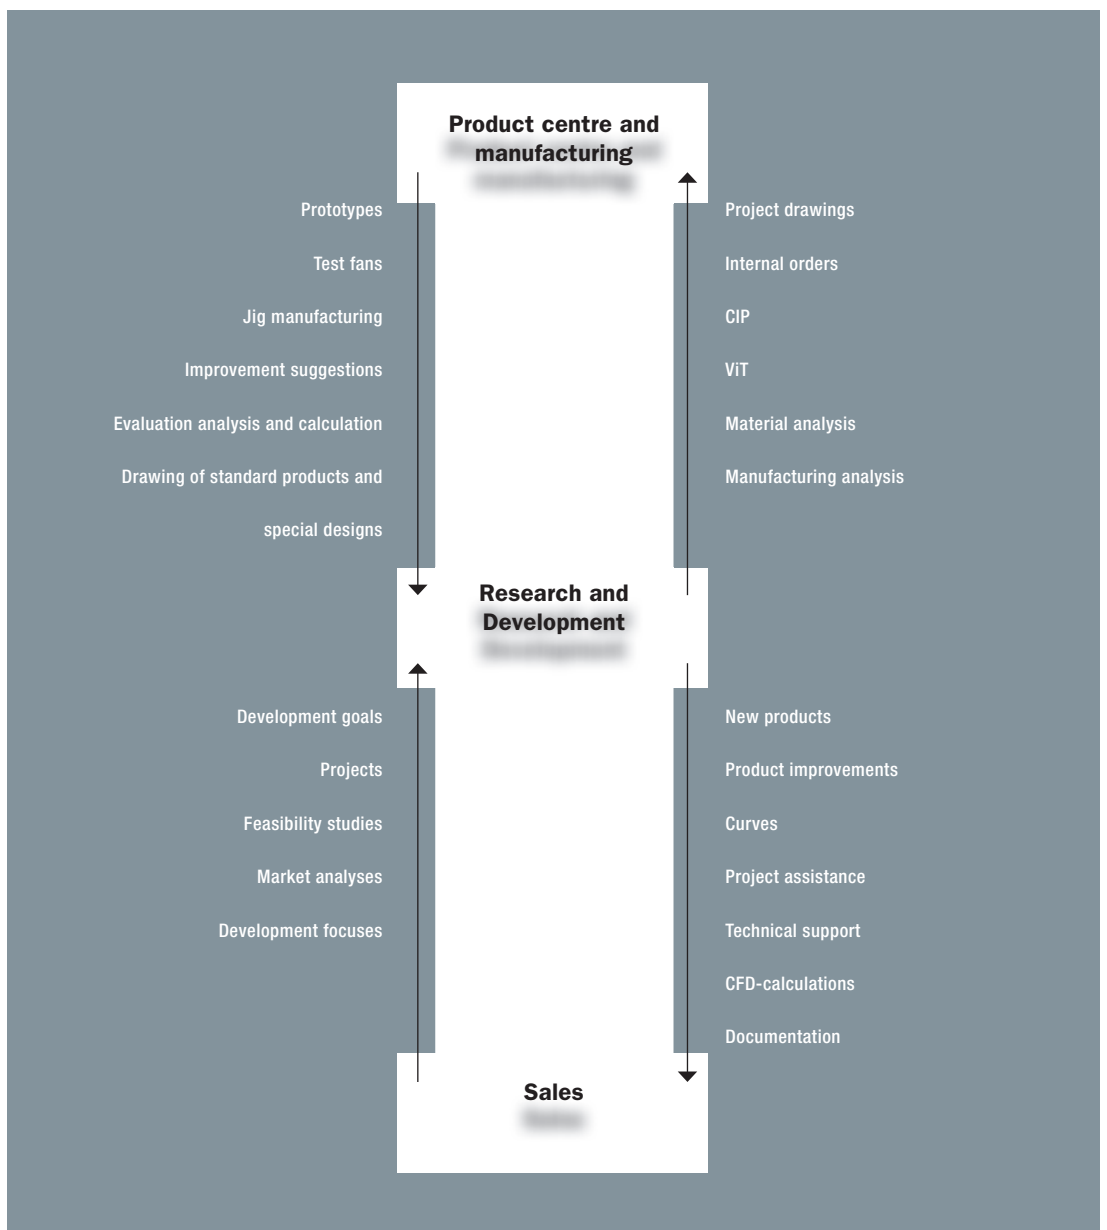 Product centre and
manufacturing
Prototypes
Test fans
Jig manufacturing
Improvement suggestions
Evaluation analysis and calculation
Drawing of standard products and
special designs
Project drawings
Internal orders
CIP
ViT
Material analysis
Manufacturing analysis
Research and
Development
Development goals
Projects
Feasibility studies
Market analyses
Development focuses
New products
Product improvements
Curves
Project assistance
Technical support
CFD-calculations
Documentation
Sales